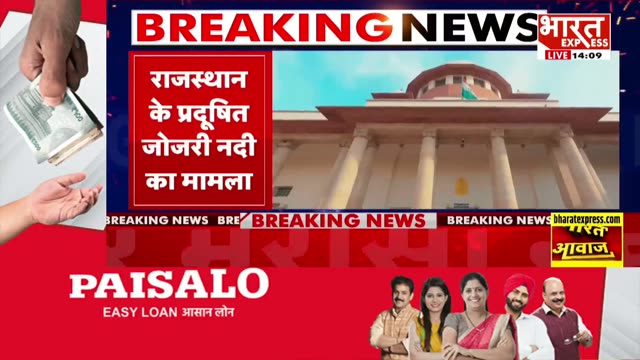 BREAKING NEWS
भारत
EXPRESS
LIVE 14:09
राजस्थान
के प्रदूषित
जोजरी नदी
का मामला
BREAKING NEWS
BREAKING NEWS
BREAKING NEWS
bharatexpress.com
भारत
आवाज
PAISALO
EASY LOAN आसान लोन